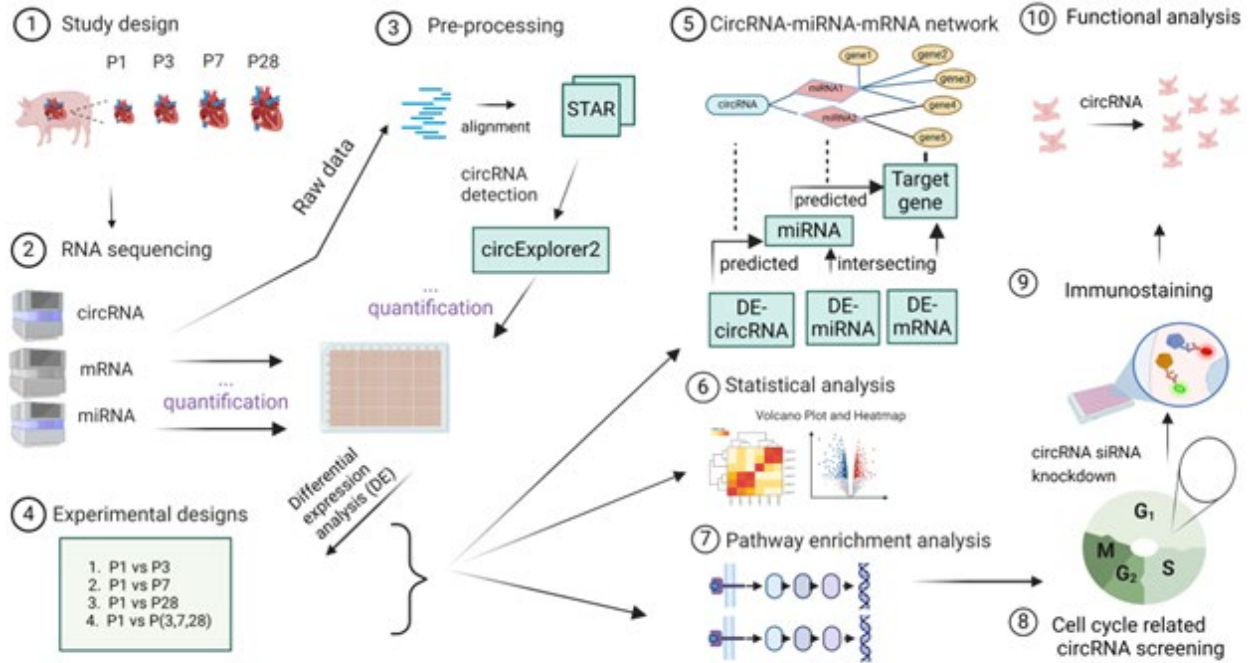 1 Study design
P1 P3 P7 P28
2 RNA sequencing
circRNA
mRNA
miRNA
...
quantification
Raw data
3 Pre-processing
alignment
STAR
circRNA
detection
circExplorer2
...
quantification
Differential
expression
analysis (DE)
4 Experimental designs
1. P1 vs P3
2. P1 vs P7
3. P1 vs P28
4. P1 vs P(3,7,28)
5 CircRNA-miRNA-mRNA network
circRNA
miRNA1
miRNA2
gene1
gene2
gene3
gene4
gene5
Target
gene
predicted
miRNA
predicted
intersecting
DE-
circRNA
DE-
miRNA
DE-
mRNA
6 Statistical analysis
Volcano Plot and Heatmap
7 Pathway enrichment analysis
8 Cell cycle related
circRNA screening
G1
S
G2
M
circRNA siRNA
knockdown
9 Immunostaining
10 Functional analysis
circRNA